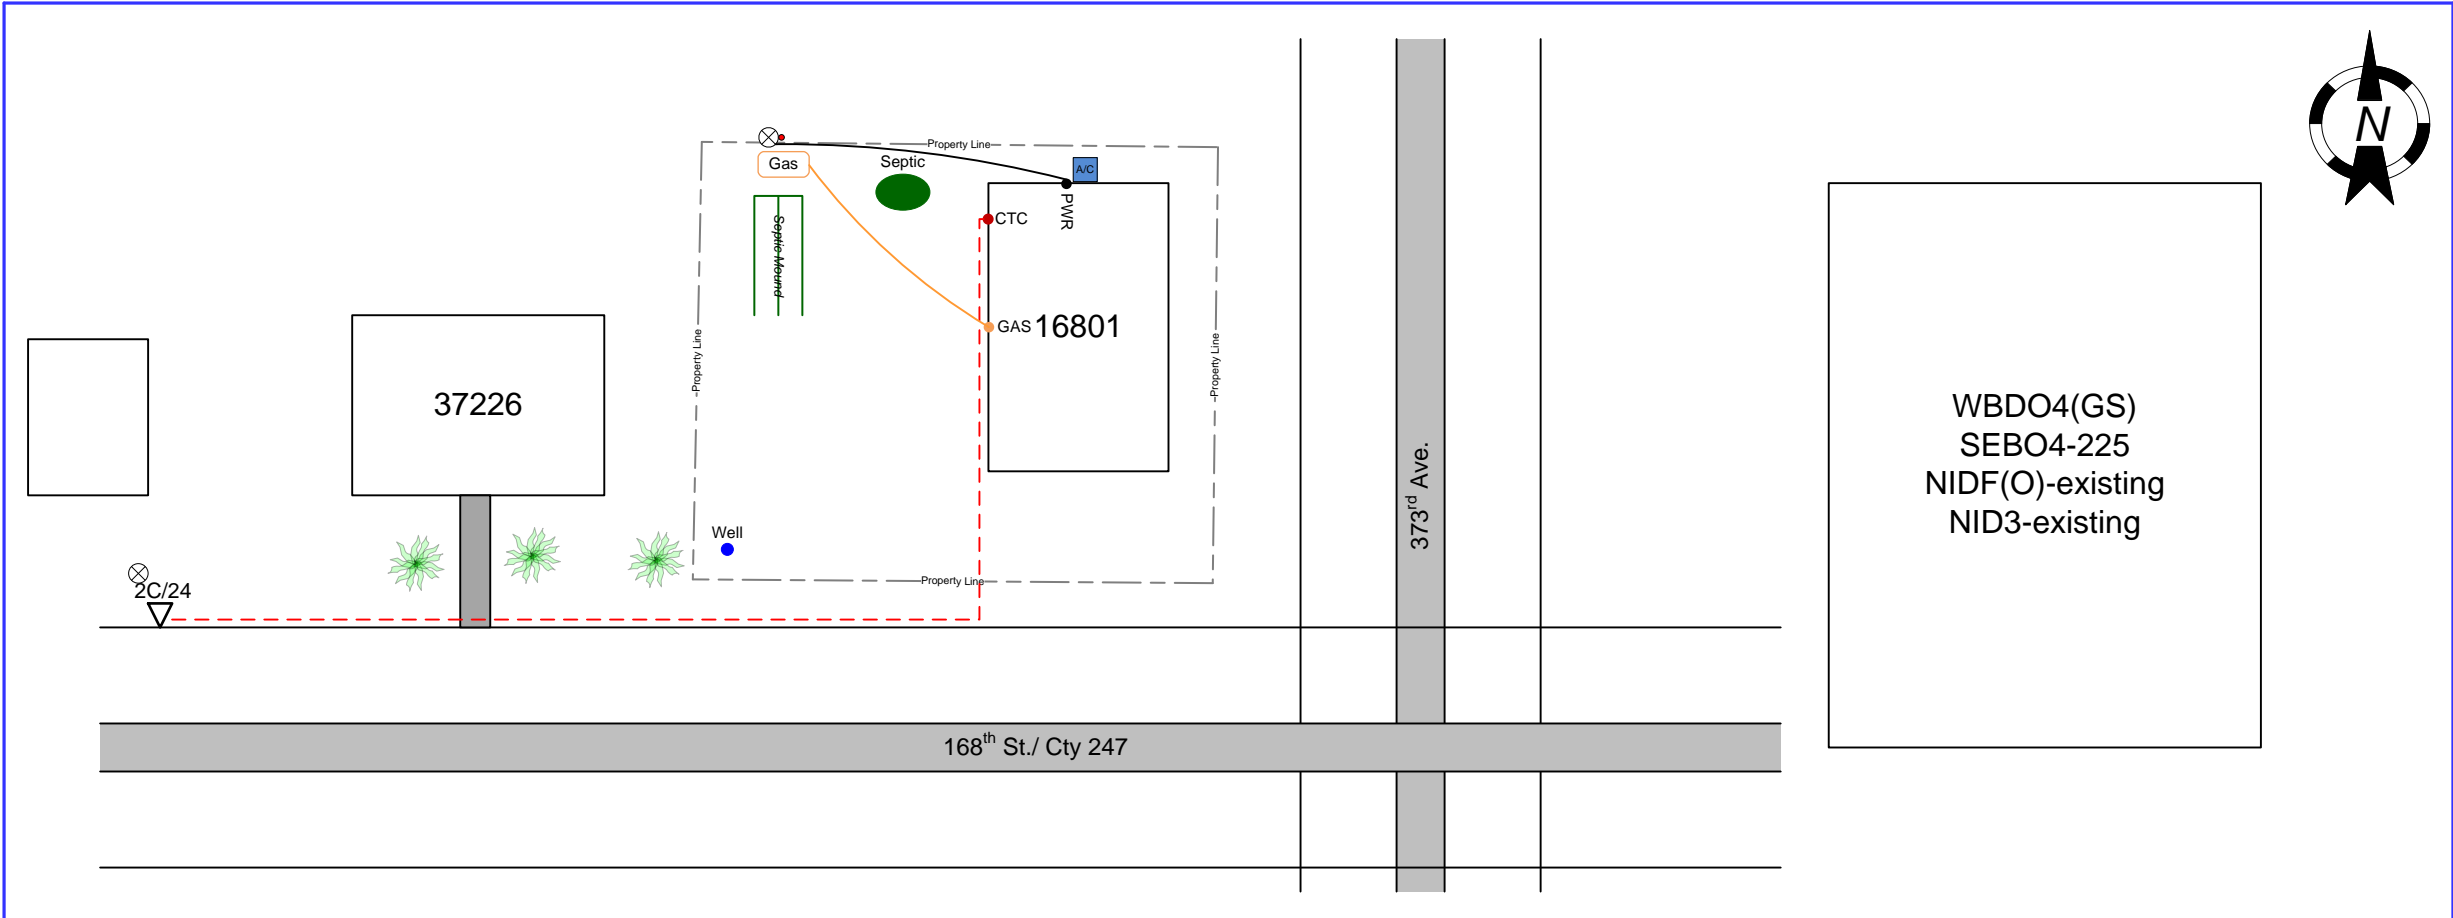 N
Property Line
Gas
Septic
A/C
PWR
CTC
Septic Mound
GAS 16801
Property Line
Property Line
37226
WBDO4(GS)
SEBO4-225
NIDF(O)-existing
NID3-existing
373rd Ave.
Well
Property Line
2C/24
168th St./ Cty 247